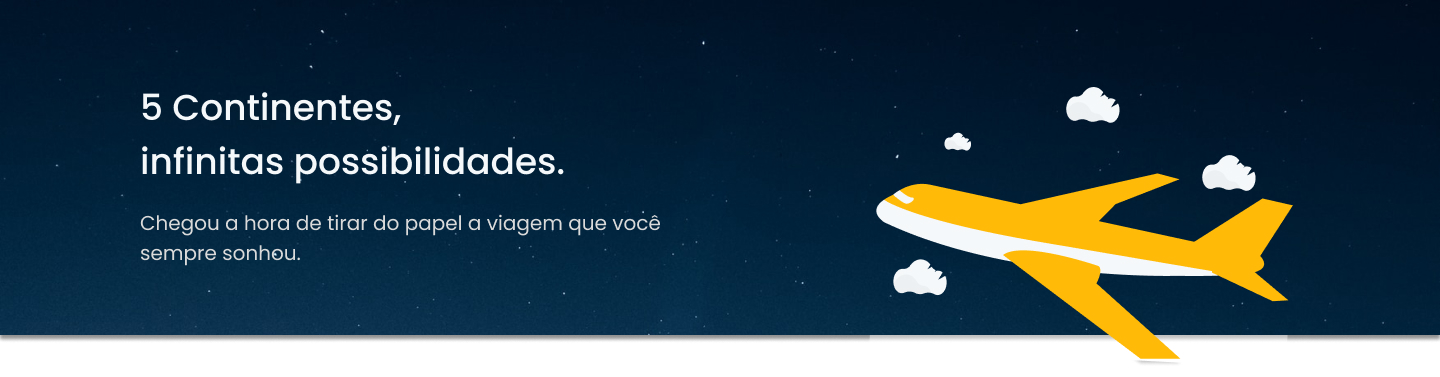 5 Continentes,
infinitas possibilidades.
Chegou a hora de tirar do papel a viagem que você
sempre sonhou.